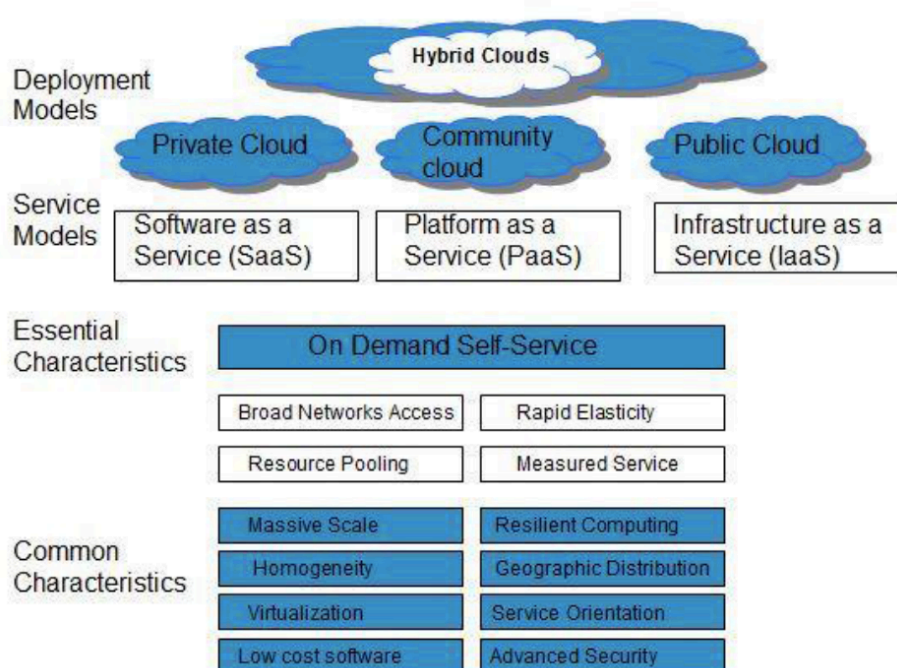 Hybrid Clouds
Deployment
Models
Private Cloud
Community
cloud
Public Cloud
Service
Models
Software as a
Service (SaaS)
Platform as a
Service (PaaS)
Infrastructure as a
Service (IaaS)
Essential
Characteristics
On Demand Self-Service
Broad Networks Access
Rapid Elasticity
Resource Pooling
Measured Service
Common
Characteristics
Massive Scale
Resilient Computing
Homogeneity
Geographic Distribution
Virtualization
Service Orientation
Low cost software
Advanced Security